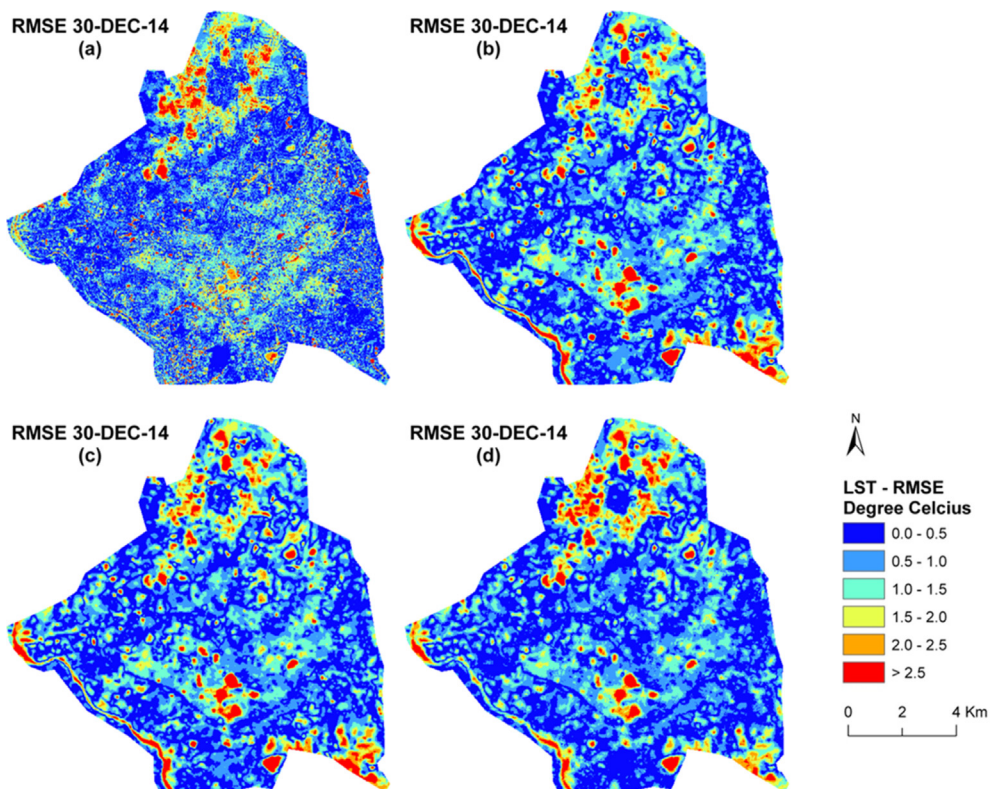 RMSE 30-DEC-14
(a)
RMSE 30-DEC-14
(b)
RMSE 30-DEC-14
(c)
RMSE 30-DEC-14
(d)
N
LST - RMSE
Degree Celcius
0.0 - 0.5
0.5 - 1.0
1.0 - 1.5
1.5 - 2.0
2.0 - 2.5
> 2.5
0 2 4 Km